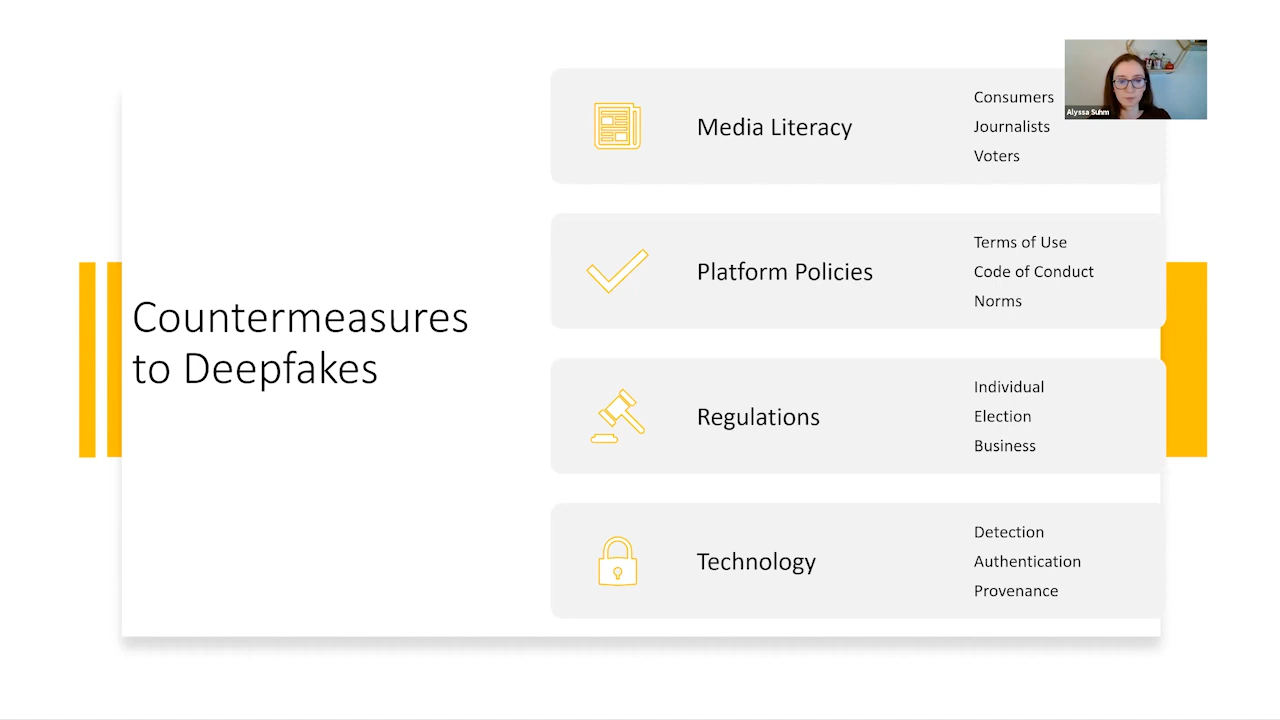 Countermeasures
to Deepfakes
Media Literacy
Consumers
Journalists
Voters
Platform Policies
Terms of Use
Code of Conduct
Norms
Regulations
Individual
Election
Business
Technology
Detection
Authentication
Provenance
Alyssa Suhm